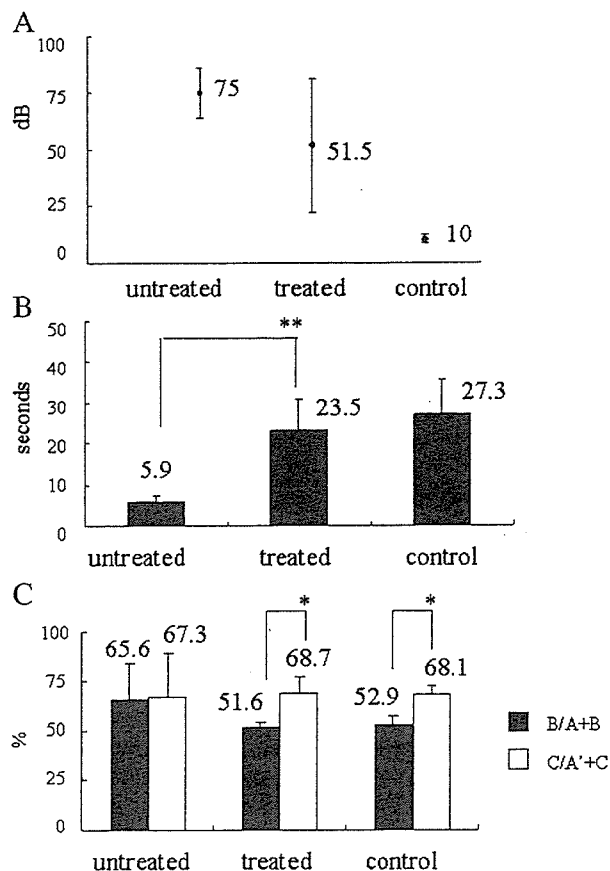 A
100
75
50
25
0
dB
75
51.5
10
untreated treated control
B
50
40
30
20
10
0
seconds
**
5.9
23.5
27.3
untreated treated control
C
100
75
50
25
0
%
65.6 67.3
*
51.6 68.7
*
52.9 68.1
B/A+B
C/A'+C
untreated treated control